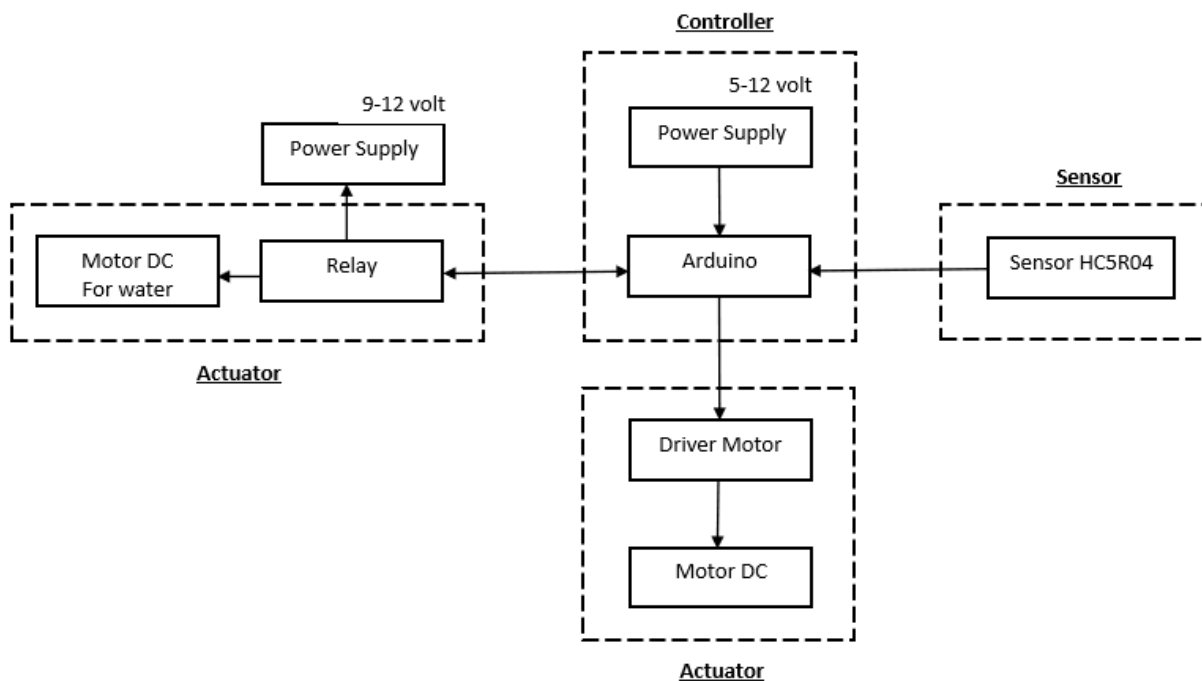 Controller
9-12 volt
Power Supply
5-12 volt
Power Supply
Sensor
Motor DC
For water
Relay
Arduino
Sensor HC5R04
Actuator
Driver Motor
Motor DC
Actuator